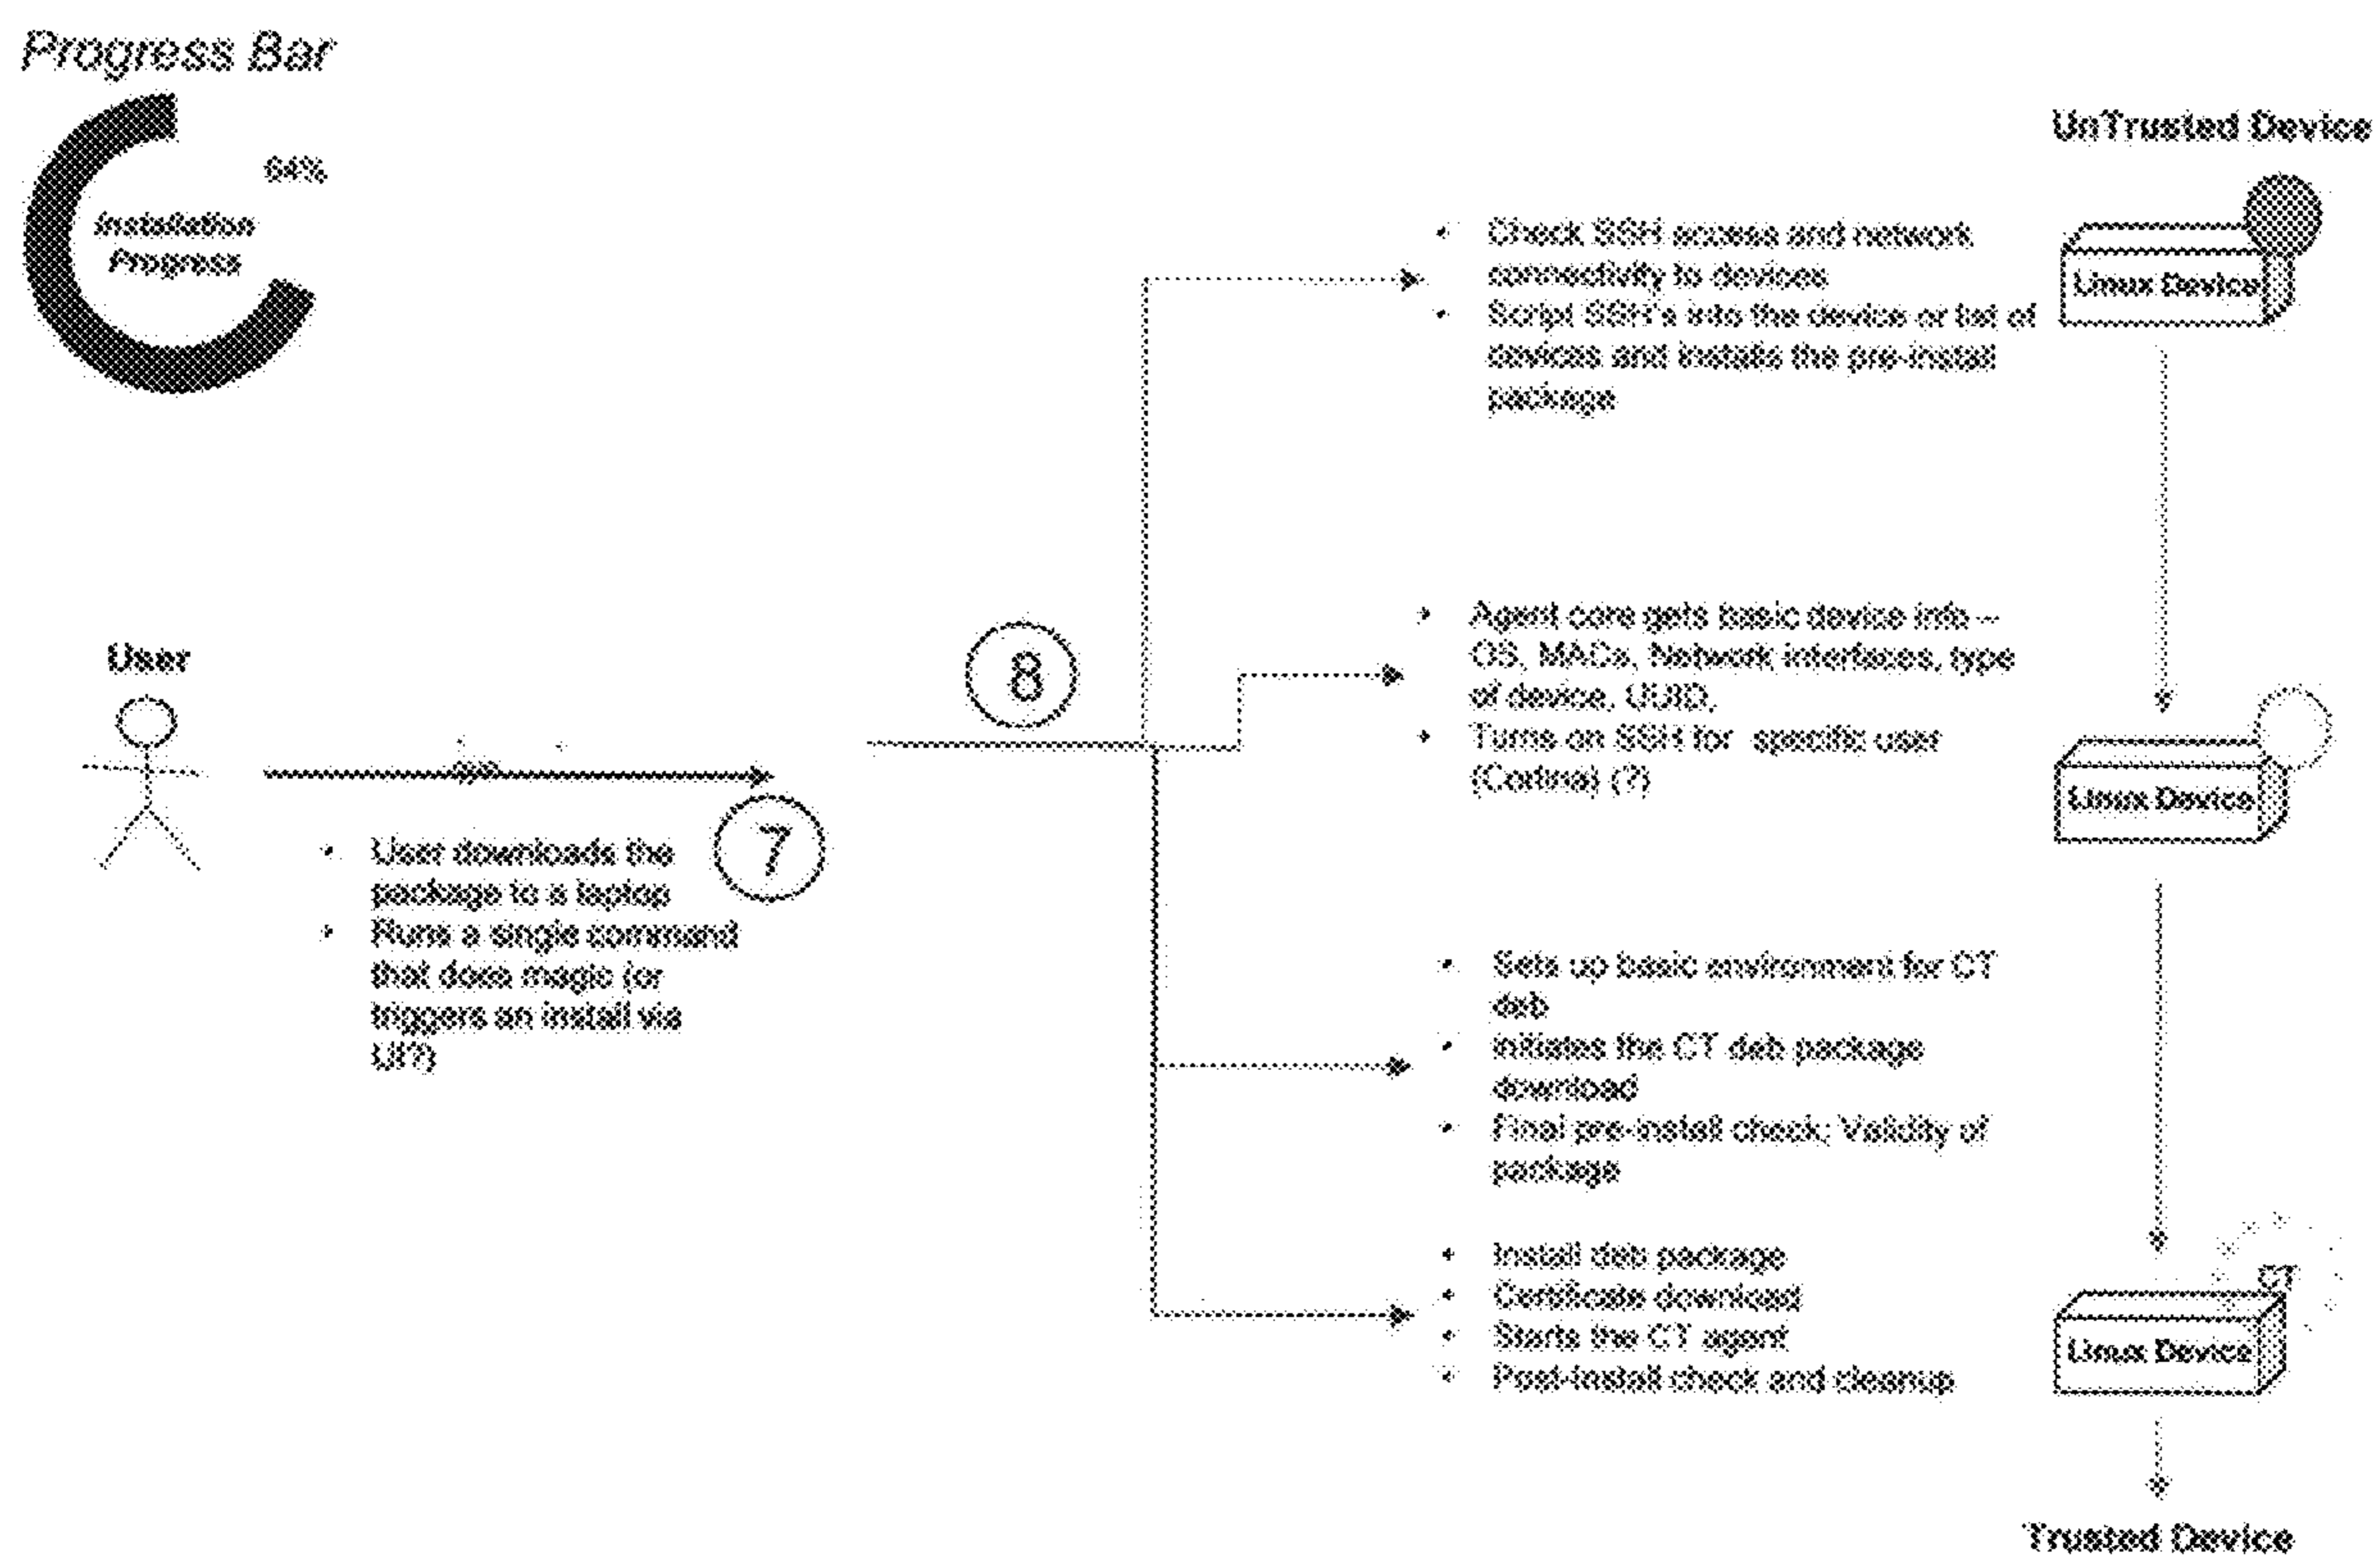 Progress Bar
64%
Installation
Progress
UnTrusted Device
Linux Device
Check SSH access and network
connectivity to devices
Script SSH's into the device or list of
devices and installs the pre-install
package
User
8
Agent core gets basic device info –
OS, MACs, Network interfaces, type
of device, UUID,
Turns on SSH for specific user
(Cortina) (?)
Linux Device
7
User downloads the
package to a laptop
Runs a single command
that does magic (or
triggers an install via
UI?)
Sets up basic environment for CT
deb
Initiates the CT deb package
download
Final pre-install check; Validity of
package
Install deb package
Certificate download
Starts the CT agent
Post-install check and cleanup
CT
Linux Device
Trusted Device